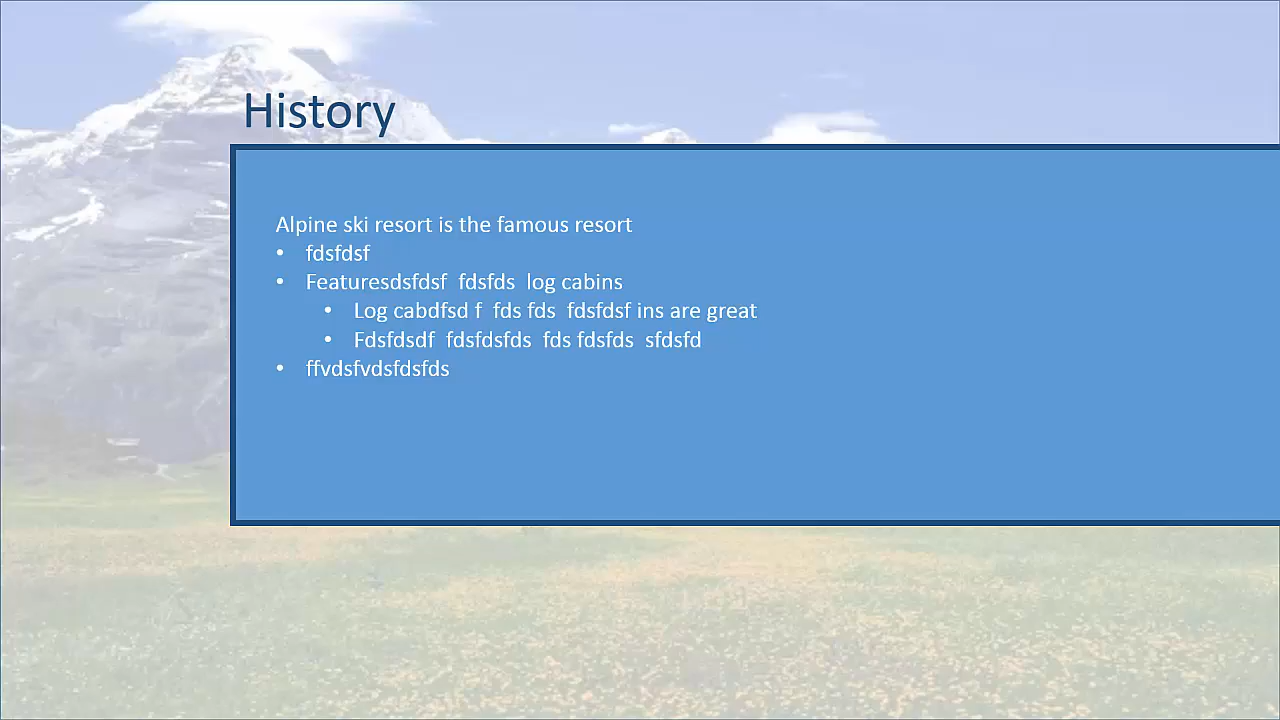 History
Alpine ski resort is the famous resort
• fdsfdsf
• Featuresdsfdsf  fdsfds  log cabins
• Log cabdfsd f  fds fds  fdsfdsf ins are great
• Fdsfdsdf  fdsfdsfds  fds fdsfds  sfdsfd
• ffvdsfvdsfdsfds